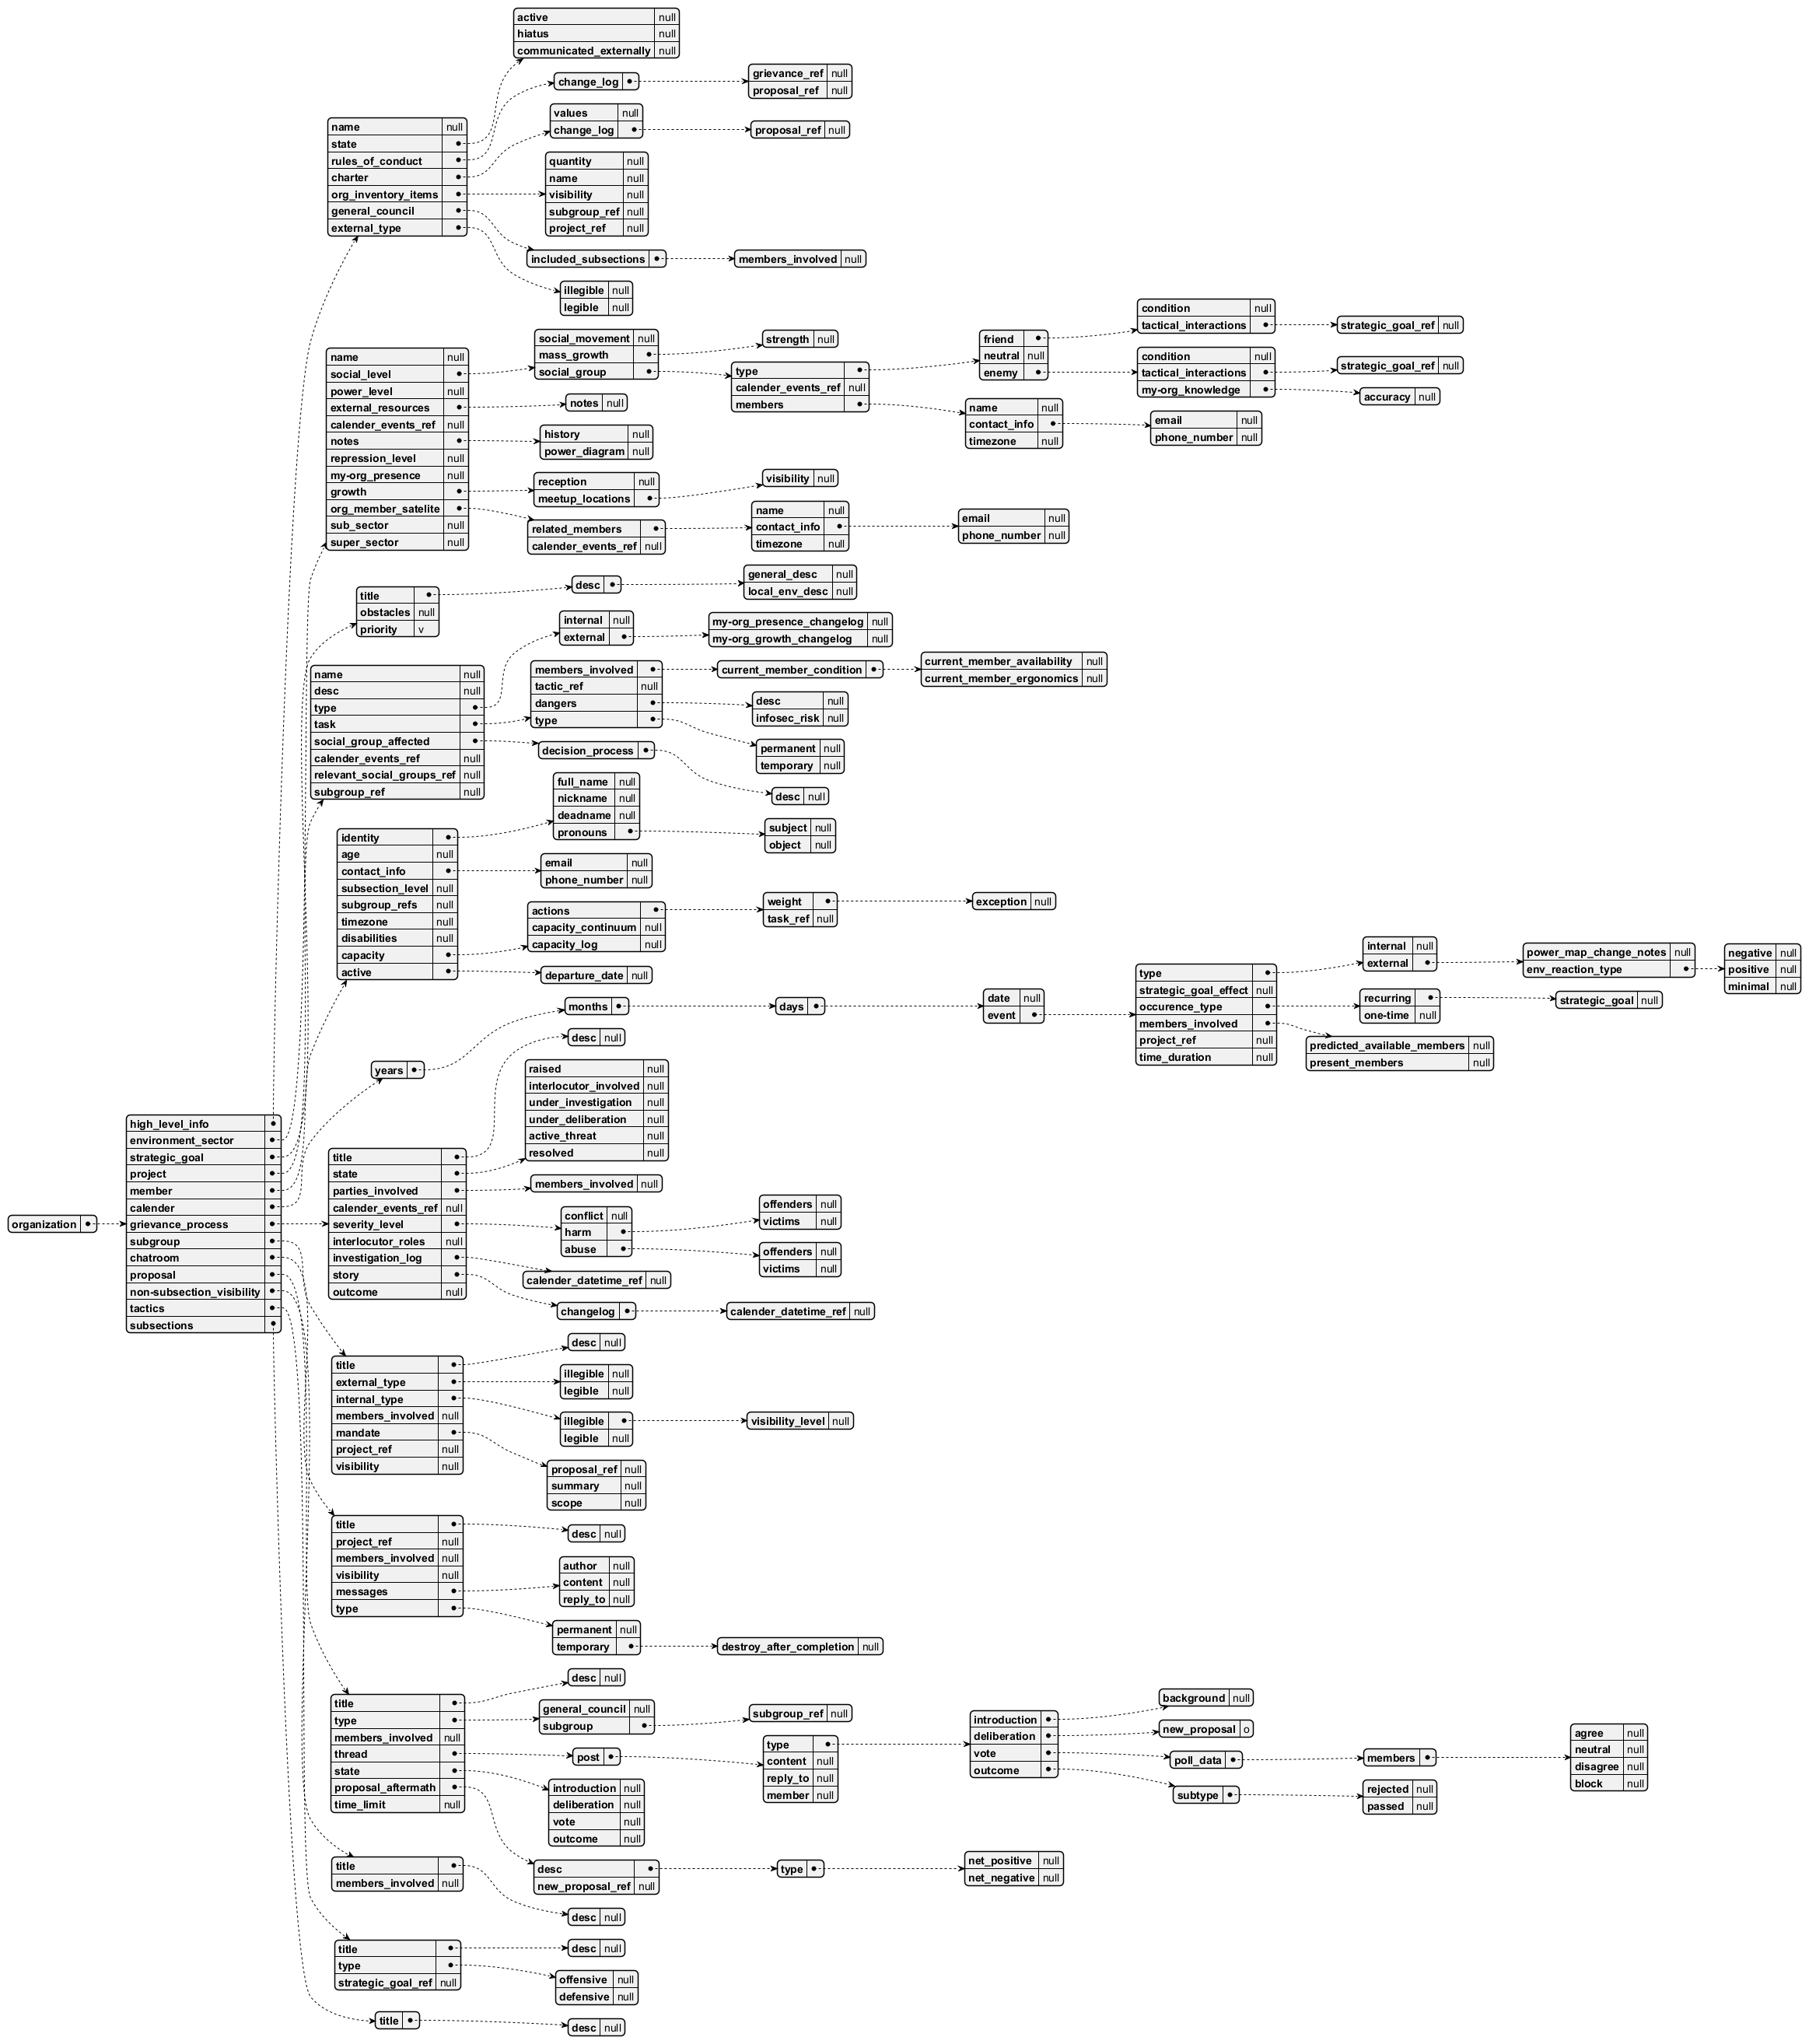 organization
high_level_info
environment_sector
strategic_goal
project
member
calender
grievance_process
subgroup
chatroom
proposal
non-subsection_visibility
tactics
subsections
name null
state
rules_of_conduct
charter
org_inventory_items
general_council
external_type
active null
hiatus null
communicated_externally null
change_log
grievance_ref null
proposal_ref null
values null
change_log
proposal_ref null
quantity null
name null
visibility null
subgroup_ref null
project_ref null
included_subsections
members_involved null
illegible null
legible null
name null
social_level
power_level null
external_resources
calender_events_ref null
notes
repression_level null
my-org_presence null
growth
org_member_satelite
sub_sector null
super_sector null
social_movement null
mass_growth
social_group
strength null
type
calender_events_ref null
members
friend
neutral null
enemy
condition null
tactical_interactions
strategic_goal_ref null
condition null
tactical_interactions
my-org_knowledge
strategic_goal_ref null
accuracy null
name null
contact_info
timezone null
email null
phone_number null
notes null
history null
power_diagram null
reception null
meetup_locations
visibility null
related_members
calender_events_ref null
name null
contact_info
timezone null
email null
phone_number null
title
obstacles null
priority v
desc
general_desc null
local_env_desc null
name null
desc null
type
task
social_group_affected
calender_events_ref null
relevant_social_groups_ref null
subgroup_ref null
internal null
external
my-org_presence_changelog null
my-org_growth_changelog null
members_involved
tactic_ref null
dangers
type
current_member_condition
current_member_availability null
current_member_ergonomics null
desc null
infosec_risk null
permanent null
temporary null
decision_process
desc null
identity
age null
contact_info
subsection_level null
subgroup_refs null
timezone null
disabilities null
capacity
active
full_name null
nickname null
deadname null
pronouns
subject null
object null
email null
phone_number null
actions
capacity_continuum null
capacity_log null
weight
task_ref null
exception null
departure_date null
years
months
days
date null
event
type
strategic_goal_effect null
occurence_type
members_involved
project_ref null
time_duration null
internal null
external
power_map_change_notes null
env_reaction_type
negative null
positive null
minimal null
recurring
one-time null
strategic_goal null
predicted_available_members null
present_members null
title
state
parties_involved
calender_events_ref null
severity_level
interlocutor_roles null
investigation_log
story
outcome null
desc null
raised null
interlocutor_involved null
under_investigation null
under_deliberation null
active_threat null
resolved null
members_involved null
conflict null
harm
abuse
offenders null
victims null
offenders null
victims null
calender_datetime_ref null
changelog
calender_datetime_ref null
title
external_type
internal_type
members_involved null
mandate
project_ref null
visibility null
desc null
illegible null
legible null
illegible
legible null
visibility_level null
proposal_ref null
summary null
scope null
title
project_ref null
members_involved null
visibility null
messages
type
desc null
author null
content null
reply_to null
permanent null
temporary
destroy_after_completion null
title
type
members_involved null
thread
state
proposal_aftermath
time_limit null
desc null
general_council null
subgroup
subgroup_ref null
post
type
content null
reply_to null
member null
introduction
deliberation
vote
outcome
background null
new_proposal o
poll_data
members
agree null
neutral null
disagree null
block null
subtype
rejected null
passed null
introduction null
deliberation null
vote null
outcome null
desc
new_proposal_ref null
type
net_positive null
net_negative null
title
members_involved null
desc null
title
type
strategic_goal_ref null
desc null
offensive null
defensive null
title
desc null